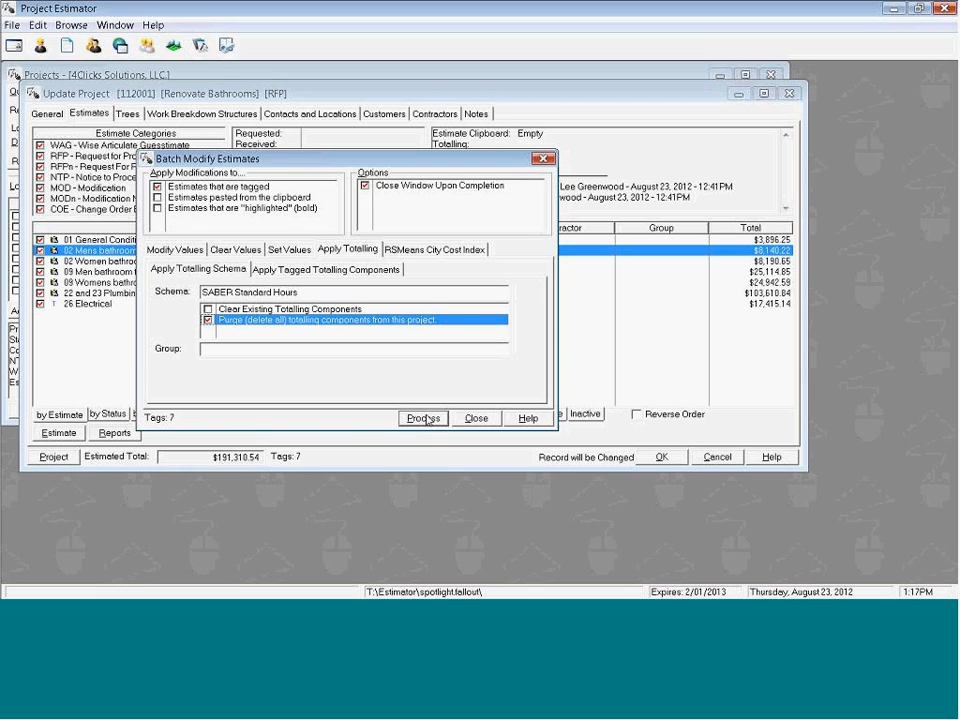 Project Estimator
File Edit Browse Window Help
Projects - [4Clicks Solutions, LLC.]
Update Project [112001] [Renovate Bathrooms] [RFP]
General Estimates Trees Work Breakdown Structures Contacts and Locations Customers Contractors Notes
Estimate Categories
WAG - Wise Articulate Guesstimate
RFP - Request for Pro
RFPn - Request For F
NTP - Notice to Proce
MOD - Modification
MODn - Modification N
COE - Change Order E
Requested:
Received:
Estimate Clipboard: Empty
Totalling:
Lee Greenwood - August 23, 2012 - 12:41PM
wood - August 23, 2012 - 12:41PM
Batch Modify Estimates
Apply Modifications to....
Estimates that are tagged
Estimates pasted from the clipboard
Estimates that are "highlighted" (bold)
Options
Close Window Upon Completion
Modify Values Clear Values Set Values Apply Totalling RSMeans City Cost Index
Apply Totalling Schema Apply Tagged Totalling Components
Schema: SABER Standard Hours
Clear Existing Totalling Components
Purge (delete all) totalling components from this project.
Group:
Tags: 7
Process Close Help
ractor Group Total
01 General Conditi $3,896.25
02 Mens bathroom $8,140.22
02 Women bathro $8,190.65
09 Men bathroom f $25,114.85
09 Womens bathro $24,942.59
22 and 23 Plumbin $103,610.84
26 Electrical $17,415.14
by Estimate by Status Inactive Reverse Order
Estimate Reports
Project Estimated Total: $191,310.54 Tags: 7 Record will be Changed OK Cancel Help
T:\Estimator\spotlight.fallout\ Expires: 2/01/2013 Thursday, August 23, 2012 1:17PM